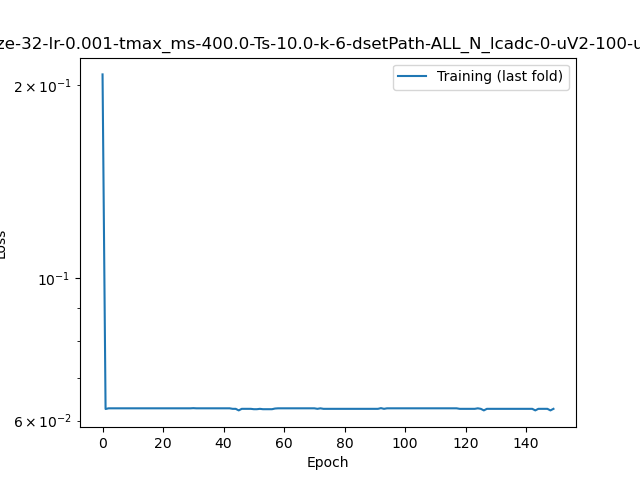 ze-32-lr-0.001-tmax_ms-400.0-Ts-10.0-k-6-dsetPath-ALL_N_lcadc-0-uV2-100-u
Training (last fold)
2 × 10⁻¹
10⁻¹
6 × 10⁻²
Loss
0 20 40 60 80 100 120 140
Epoch